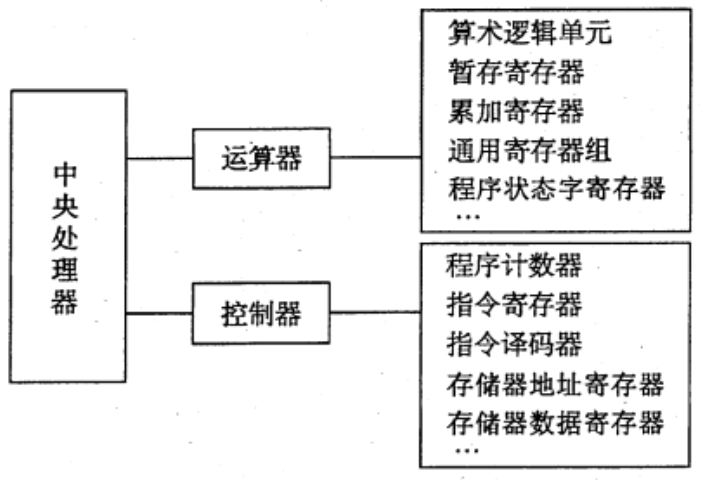 中央处理器
运算器
算术逻辑单元
暂存寄存器
累加寄存器
通用寄存器组
程序状态字寄存器
…
控制器
程序计数器
指令寄存器
指令译码器
存储器地址寄存器
存储器数据寄存器
…